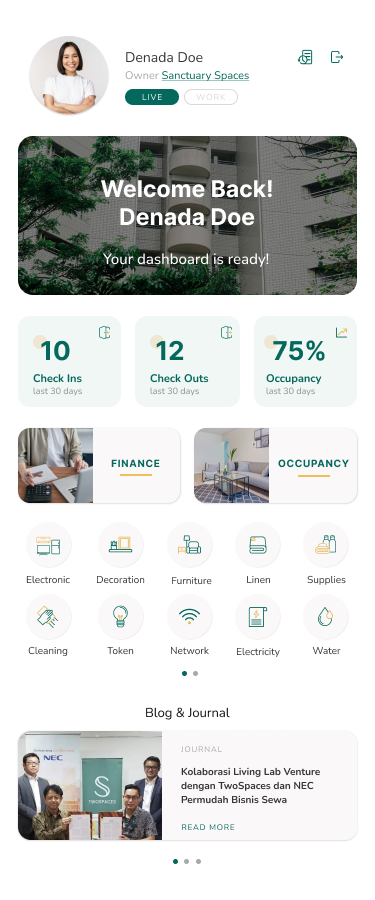 Denada Doe
Owner Sanctuary Spaces
LIVE
WORK
Welcome Back!
Denada Doe
Your dashboard is ready!
10
Check Ins
last 30 days
12
Check Outs
last 30 days
75%
Occupancy
last 30 days
FINANCE
OCCUPANCY
Electronic
Decoration
Furniture
Linen
Supplies
Cleaning
Token
Network
Electricity
Water
Blog & Journal
NEC
S
TWOSPACES
JOURNAL
Kolaborasi Living Lab Venture
dengan TwoSpaces dan NEC
Permudah Bisnis Sewa
READ MORE